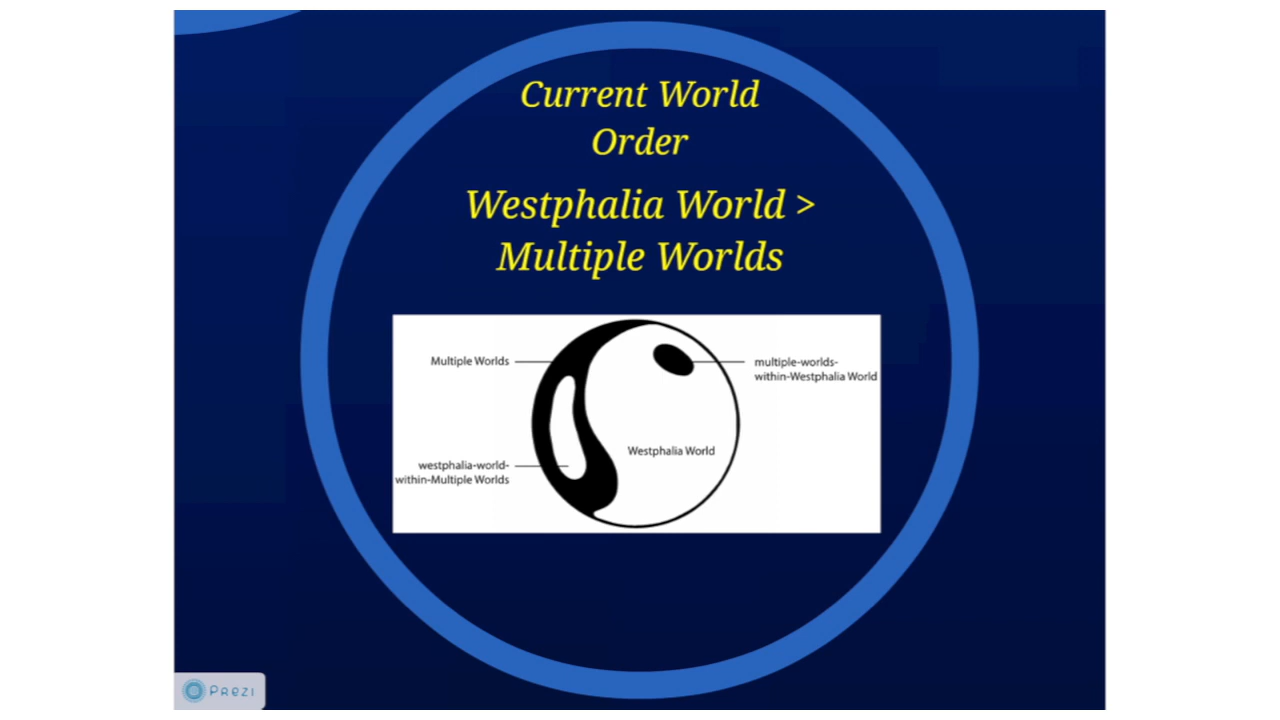 Current World
Order
Westphalia World >
Multiple Worlds
Multiple Worlds
multiple-worlds-
within-Westphalia World
Westphalia World
westphalia-world-
within-Multiple Worlds
Prezi